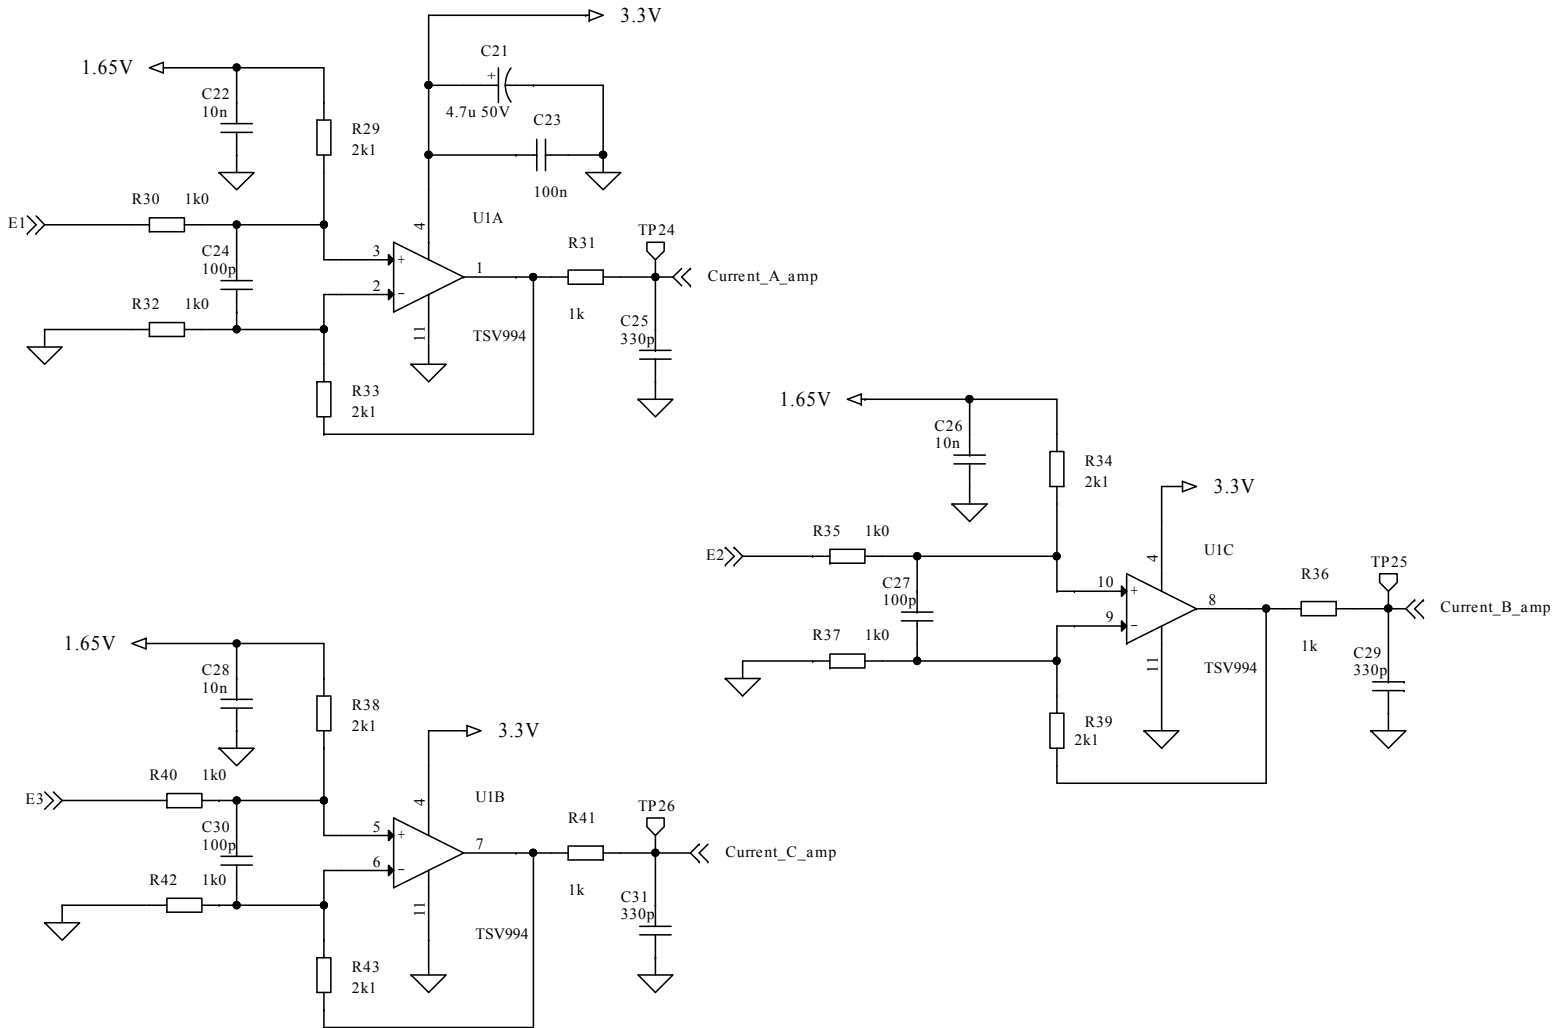 3.3V
1.65V
C21
+
4.7u 50V
C22
10n
R29
2k1
C23
100n
R30 1k0
E1
C24
100p
R32 1k0
U1A
4
3
+
2
−
1
11
TSV994
R31
1k
TP24
Current_A_amp
C25
330p
R33
2k1
1.65V
C26
10n
R34
2k1
3.3V
R35 1k0
E2
C27
100p
R37 1k0
U1C
4
10
+
9
−
8
11
TSV994
R36
1k
TP25
Current_B_amp
C29
330p
R39
2k1
1.65V
C28
10n
R38
2k1
3.3V
R40 1k0
E3
C30
100p
R42 1k0
U1B
4
5
+
6
−
7
11
TSV994
R41
1k
TP26
Current_C_amp
C31
330p
R43
2k1